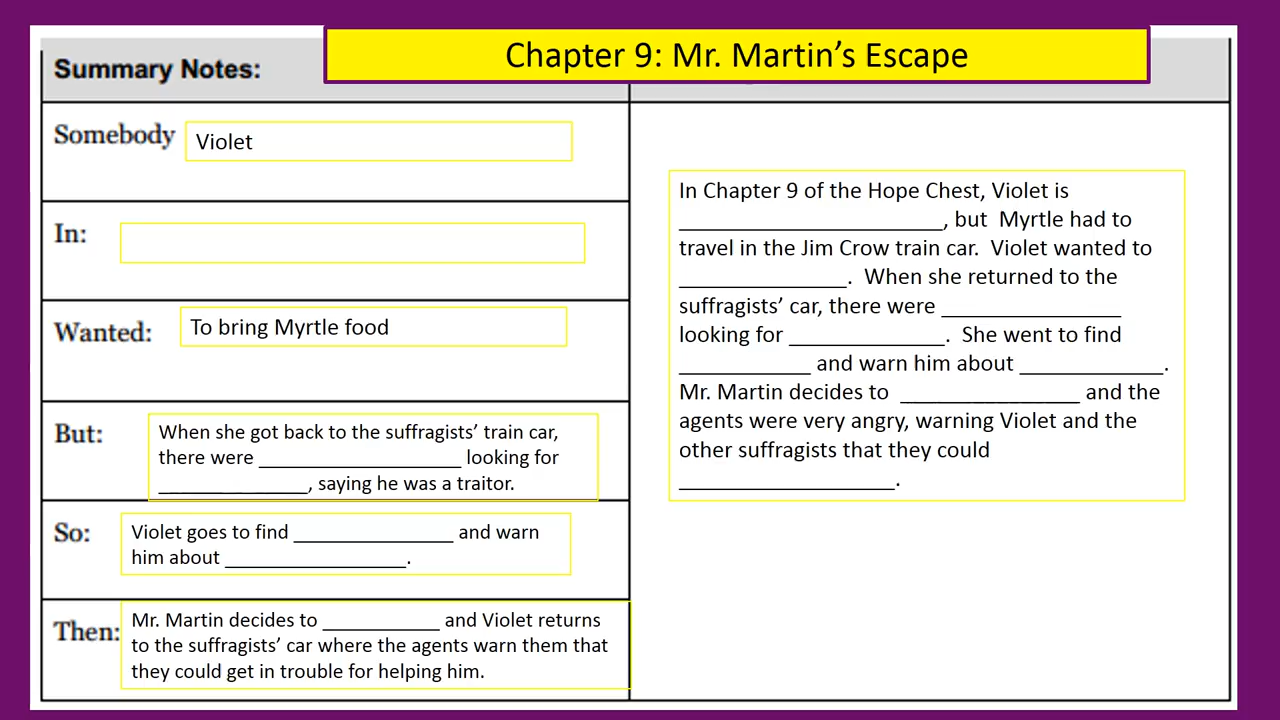 Chapter 9: Mr. Martin’s Escape
Summary Notes:
Somebody
Violet
In:
Wanted:
To bring Myrtle food
But:
When she got back to the suffragists’ train car,
there were ____________________ looking for
______________, saying he was a traitor.
So:
Violet goes to find _______________ and warn
him about _________________.
Then:
Mr. Martin decides to ___________ and Violet returns
to the suffragists’ car where the agents warn them that
they could get in trouble for helping him.
In Chapter 9 of the Hope Chest, Violet is
______________________, but Myrtle had to
travel in the Jim Crow train car. Violet wanted to
______________. When she returned to the
suffragists’ car, there were _______________
looking for _____________. She went to find
___________ and warn him about ____________.
Mr. Martin decides to _______________ and the
agents were very angry, warning Violet and the
other suffragists that they could
__________________.